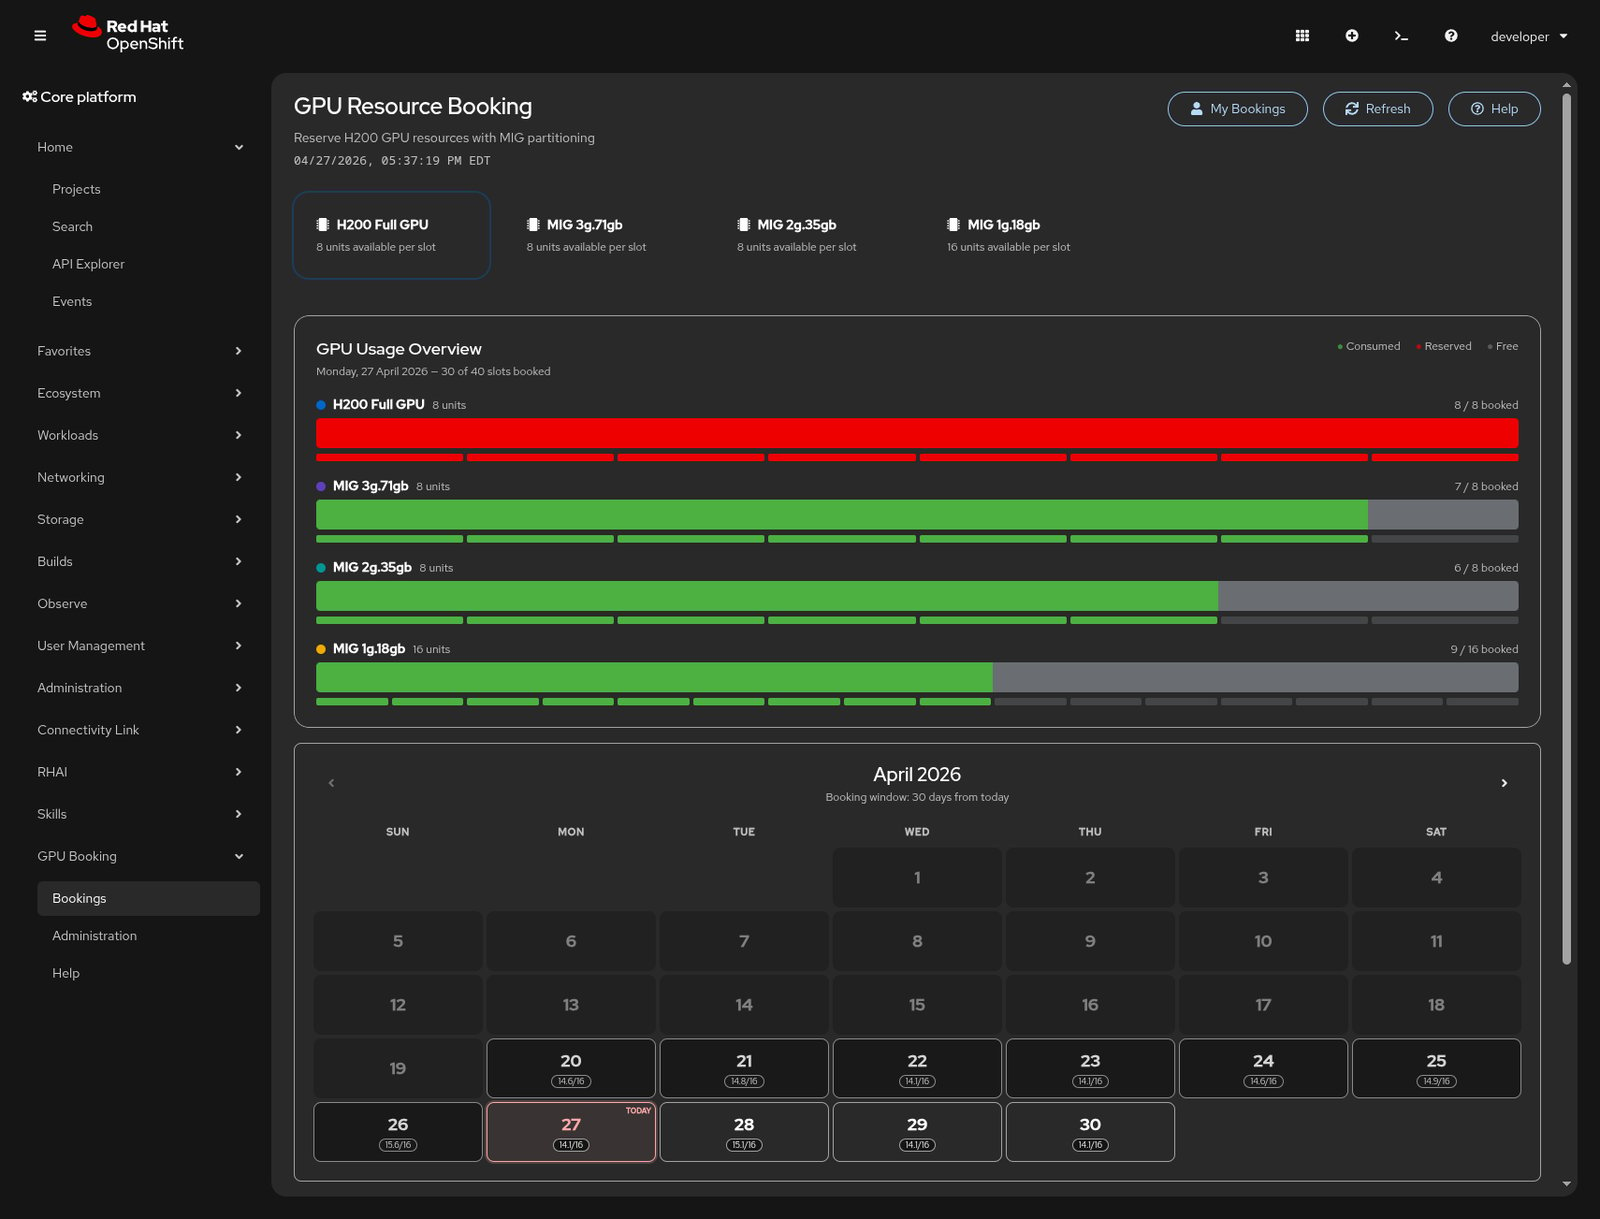 Red Hat
OpenShift
developer
Core platform
Home
Projects
Search
API Explorer
Events
Favorites
Ecosystem
Workloads
Networking
Storage
Builds
Observe
User Management
Administration
Connectivity Link
RHAI
Skills
GPU Booking
Bookings
Administration
Help
GPU Resource Booking
Reserve H200 GPU resources with MIG partitioning
04/27/2026, 05:37:19 PM EDT
My Bookings
Refresh
Help
H200 Full GPU
8 units available per slot
MIG 3g.71gb
8 units available per slot
MIG 2g.35gb
8 units available per slot
MIG 1g.18gb
16 units available per slot
GPU Usage Overview
Monday, 27 April 2026 — 30 of 40 slots booked
Consumed Reserved Free
H200 Full GPU 8 units 8 / 8 booked
MIG 3g.71gb 8 units 7 / 8 booked
MIG 2g.35gb 8 units 6 / 8 booked
MIG 1g.18gb 16 units 9 / 16 booked
April 2026
Booking window: 30 days from today
SUN MON TUE WED THU FRI SAT
1 2 3 4
5 6 7 8 9 10 11
12 13 14 15 16 17 18
19 20 21 22 23 24 25
14.6/16 14.8/16 14.1/16 14.1/16 14.6/16 14.9/16
TODAY
26 27 28 29 30
15.6/16 14.1/16 15.1/16 14.1/16 14.1/16